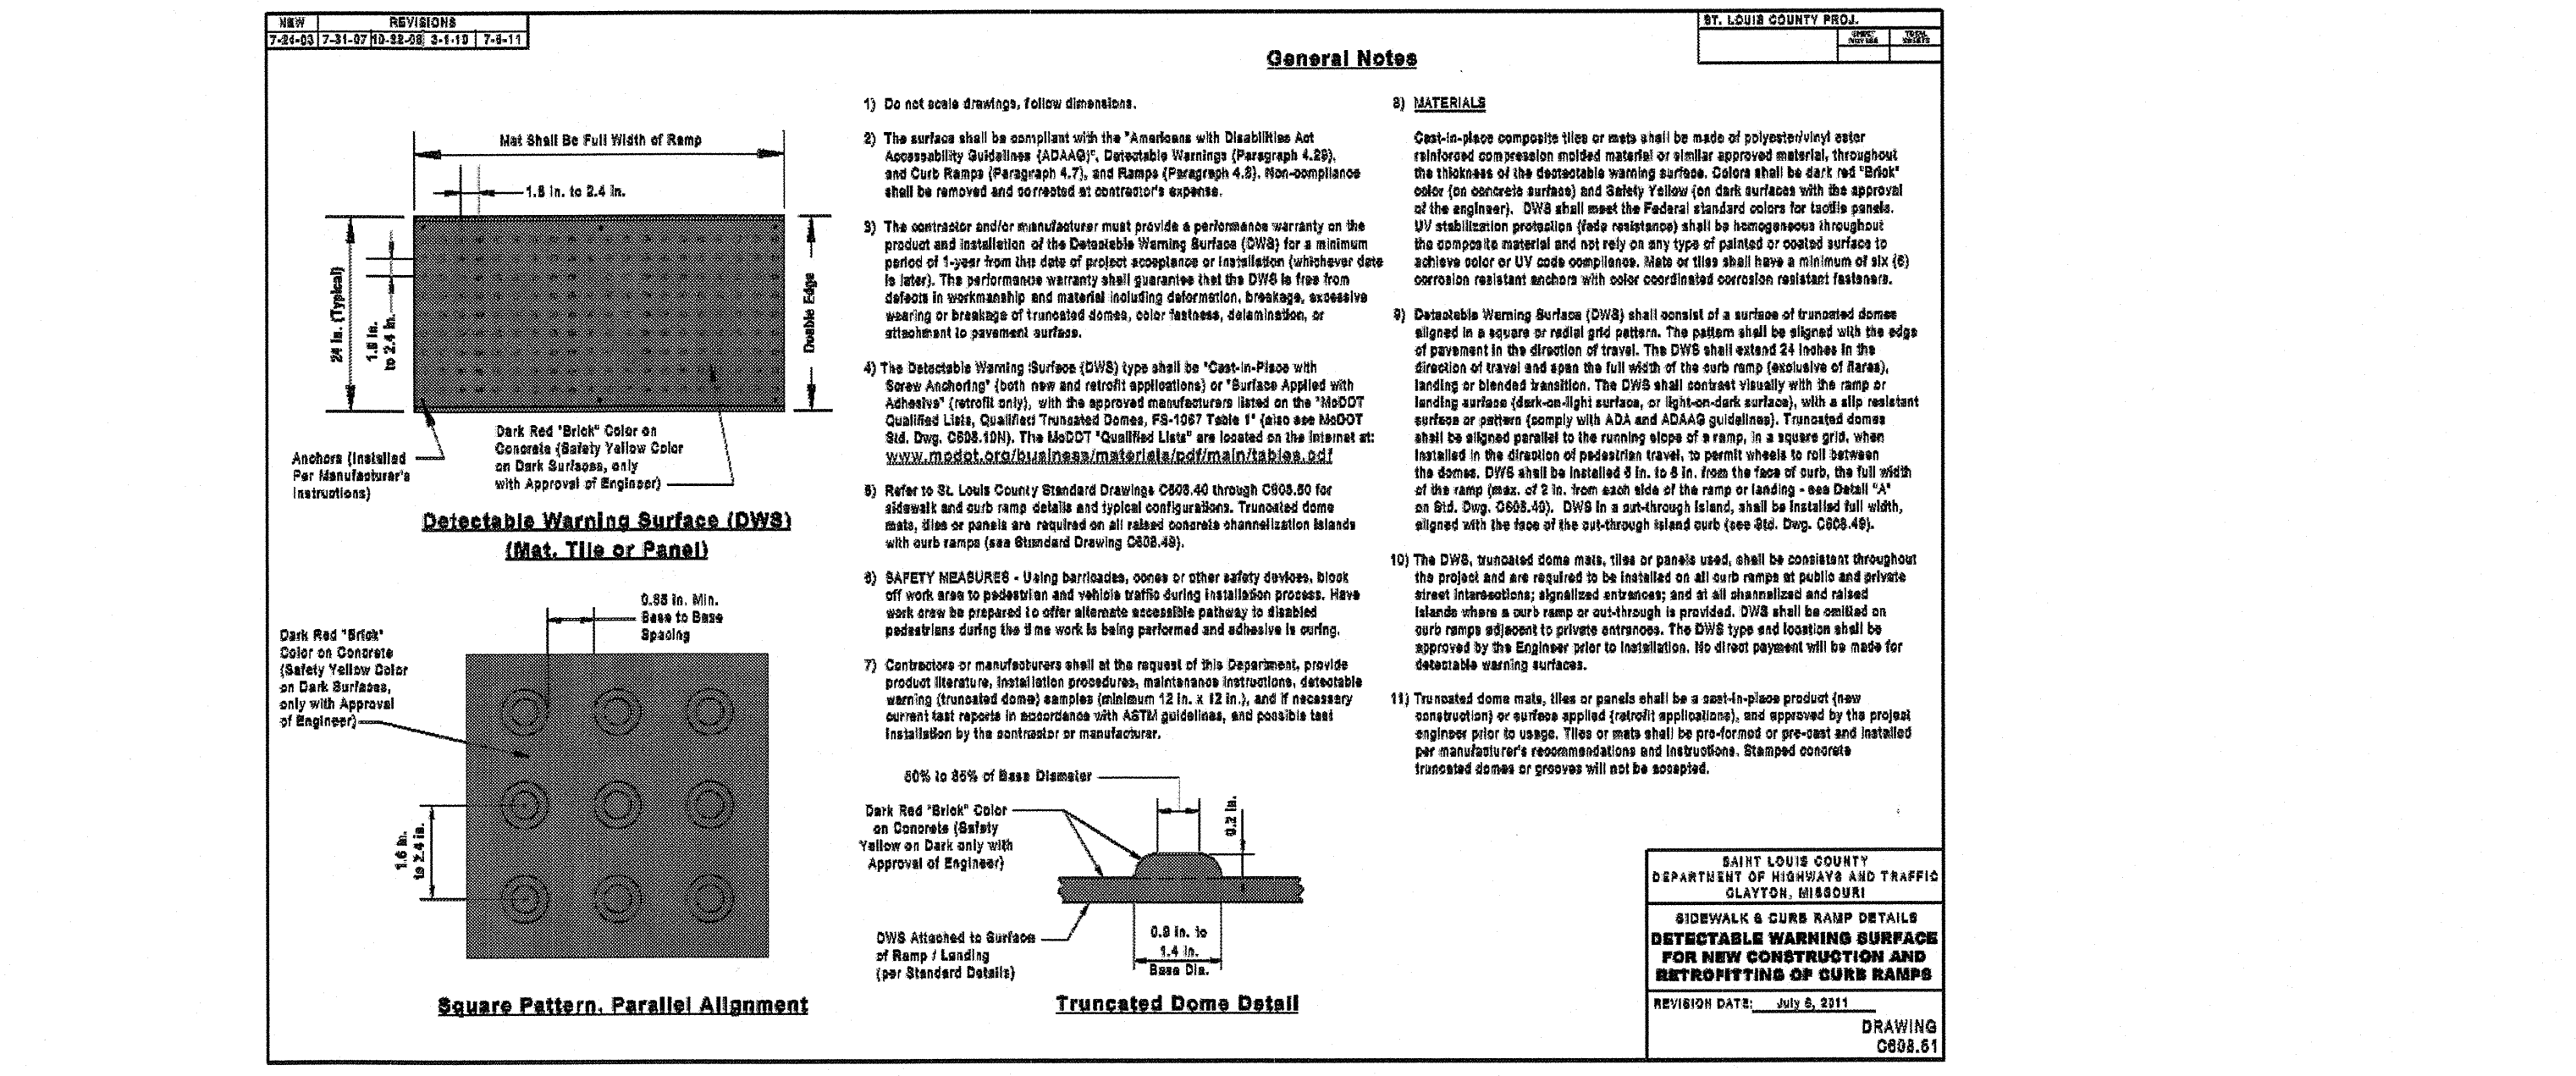 NEW REVISIONS
7-24-03 7-31-07 3-1-10 7-6-11
ST. LOUIS COUNTY PROJ.
SHEET TOTAL
SHEETS
General Notes
Mat Shall Be Full Width of Ramp
1.6 in. to 2.4 in.
24 in. (Typical)
1.6 in.
to 2.4 in.
Double Edge
Anchors (Installed
Per Manufacturer's
Instructions)
Dark Red "Brick" Color on
Concrete (Safety Yellow Color
on Dark Surfaces, only
with Approval of Engineer)
Detectable Warning Surface (DWS)
(Mat, Tile or Panel)
0.65 in. Min.
Base to Base
Spacing
Dark Red "Brick"
Color on Concrete
(Safety Yellow Color
on Dark Surfaces,
only with Approval
of Engineer)
1.6 in.
to 2.4 in.
Square Pattern, Parallel Alignment
1) Do not scale drawings, follow dimensions.
2) The surface shall be compliant with the "Americans with Disabilities Act
Accessability Guidelines (ADAAG)", Detectable Warnings (Paragraph 4.29),
and Curb Ramps (Paragraph 4.7), and Ramps (Paragraph 4.8). Non-compliance
shall be removed and corrected at contractor's expense.
3) The contractor and/or manufacturer must provide a performance warranty on the
product and installation of the Detectable Warning Surface (DWS) for a minimum
period of 1-year from the date of project acceptance or installation (whichever date
is later). The performance warranty shall guarantee that the DWS is free from
defects in workmanship and material including deformation, breakage, excessive
wearing or breakage of truncated domes, color fastness, delamination, or
attachment to pavement surface.
4) The Detectable Warning Surface (DWS) type shall be "Cast-In-Place with
Screw Anchoring" (both new and retrofit applications) or "Surface Applied with
Adhesive" (retrofit only), with the approved manufacturers listed on the "MoDOT
Qualified Lists, Qualified Truncated Domes, FS-1067 Table 1" (also see MoDOT
Std. Dwg. C608.10N). The MoDOT "Qualified Lists" are located on the Internet at:
www.modot.org/business/materials/pdf/main/tables.pdf
5) Refer to St. Louis County Standard Drawings C608.40 through C608.50 for
sidewalk and curb ramp details and typical configurations. Truncated dome
mats, tiles or panels are required on all raised concrete channelization islands
with curb ramps (see Standard Drawing C608.49).
6) SAFETY MEASURES - Using barricades, cones or other safety devices, block
off work area to pedestrian and vehicle traffic during installation process. Have
work crew be prepared to offer alternate accessible pathway to disabled
pedestrians during the time work is being performed and adhesive is curing.
7) Contractors or manufacturers shall at the request of this Department, provide
product literature, installation procedures, maintenance instructions, detectable
warning (truncated dome) samples (minimum 12 in. x 12 in.), and if necessary
current test reports in accordance with ASTM guidelines, and possible test
installation by the contractor or manufacturer.
50% to 65% of Base Diameter
Dark Red "Brick" Color
on Concrete (Safety
Yellow on Dark only with
Approval of Engineer)
0.2 in.
DWS Attached to Surface
of Ramp / Landing
(per Standard Details)
0.9 in. to
1.4 in.
Base Dia.
Truncated Dome Detail
8) MATERIALS
Cast-in-place composite tiles or mats shall be made of polyester/vinyl ester
reinforced compression molded material or similar approved material, throughout
the thickness of the dectectable warning surface. Colors shall be dark red "Brick"
color (on concrete surface) and Safety Yellow (on dark surfaces with the approval
of the engineer). DWS shall meet the Federal standard colors for tactile panels.
UV stabilization protection (fade resistance) shall be homogeneous throughout
the composite material and not rely on any type of painted or coated surface to
achieve color or UV code compliance. Mats or tiles shall have a minimum of six (6)
corrosion resistant anchors with color coordinated corrosion resistant fasteners.
9) Detectable Warning Surface (DWS) shall consist of a surface of truncated domes
aligned in a square or radial grid pattern. The pattern shall be aligned with the edge
of pavement in the direction of travel. The DWS shall extend 24 inches in the
direction of travel and span the full width of the curb ramp (exclusive of flares),
landing or blended transition. The DWS shall contrast visually with the ramp or
landing surface (dark-on-light surface, or light-on-dark surface), with a slip resistant
surface or pattern (comply with ADA and ADAAG guidelines). Truncated domes
shall be aligned parallel to the running slope of a ramp, in a square grid, when
installed in the direction of pedestrian travel, to permit wheels to roll between
the domes. DWS shall be installed 6 in. to 8 in. from the face of curb, the full width
of the ramp (max. of 2 in. from each side of the ramp or landing - see Detail "A"
on Std. Dwg. C608.40). DWS in a cut-through island, shall be installed full width,
aligned with the face of the cut-through island curb (see Std. Dwg. C608.49).
10) The DWS, truncated dome mats, tiles or panels used, shall be consistent throughout
the project and are required to be installed on all curb ramps at public and private
street intersections; signalized entrances; and at all channelized and raised
islands where a curb ramp or cut-through is provided. DWS shall be omitted on
curb ramps adjacent to private entrances. The DWS type and location shall be
approved by the Engineer prior to installation. No direct payment will be made for
detectable warning surfaces.
11) Truncated dome mats, tiles or panels shall be a cast-in-place product (new
construction) or surface applied (retrofit applications), and approved by the project
engineer prior to usage. Tiles or mats shall be pre-formed or pre-cast and installed
per manufacturer's recommendations and instructions. Stamped concrete
truncated domes or grooves will not be accepted.
SAINT LOUIS COUNTY
DEPARTMENT OF HIGHWAYS AND TRAFFIC
CLAYTON, MISSOURI
SIDEWALK & CURB RAMP DETAILS
DETECTABLE WARNING SURFACE
FOR NEW CONSTRUCTION AND
RETROFITTING OF CURB RAMPS
REVISION DATE: July 6, 2011
DRAWING
C608.51